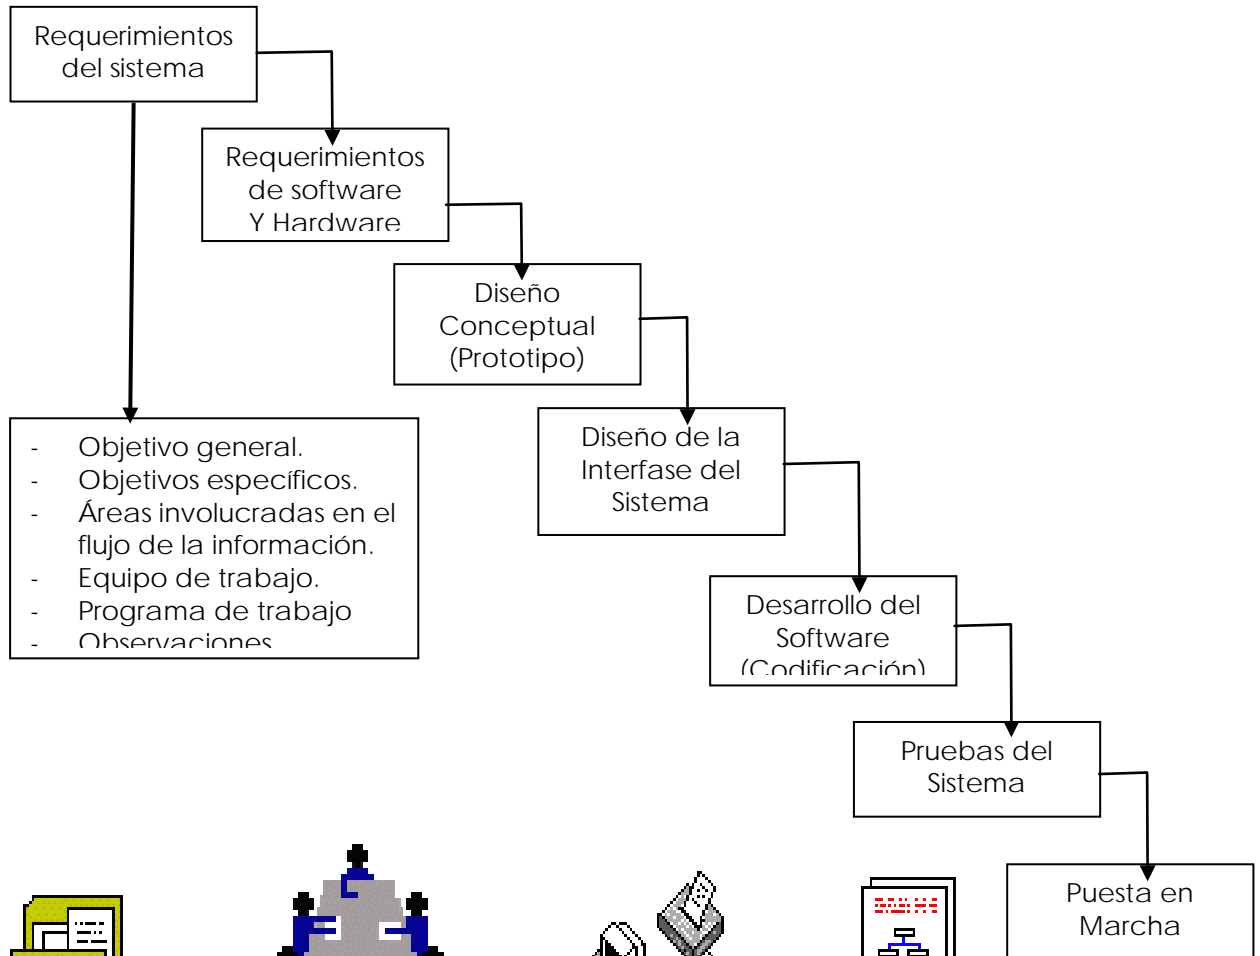 Requerimientos
del sistema
Requerimientos
de software
Y Hardware
Diseño
Conceptual
(Prototipo)
Diseño de la
Interfase del
Sistema
- Objetivo general.
- Objetivos específicos.
- Áreas involucradas en el
flujo de la información.
- Equipo de trabajo.
- Programa de trabajo
- Observaciones
Desarrollo del
Software
(Codificación)
Pruebas del
Sistema
Puesta en
Marcha